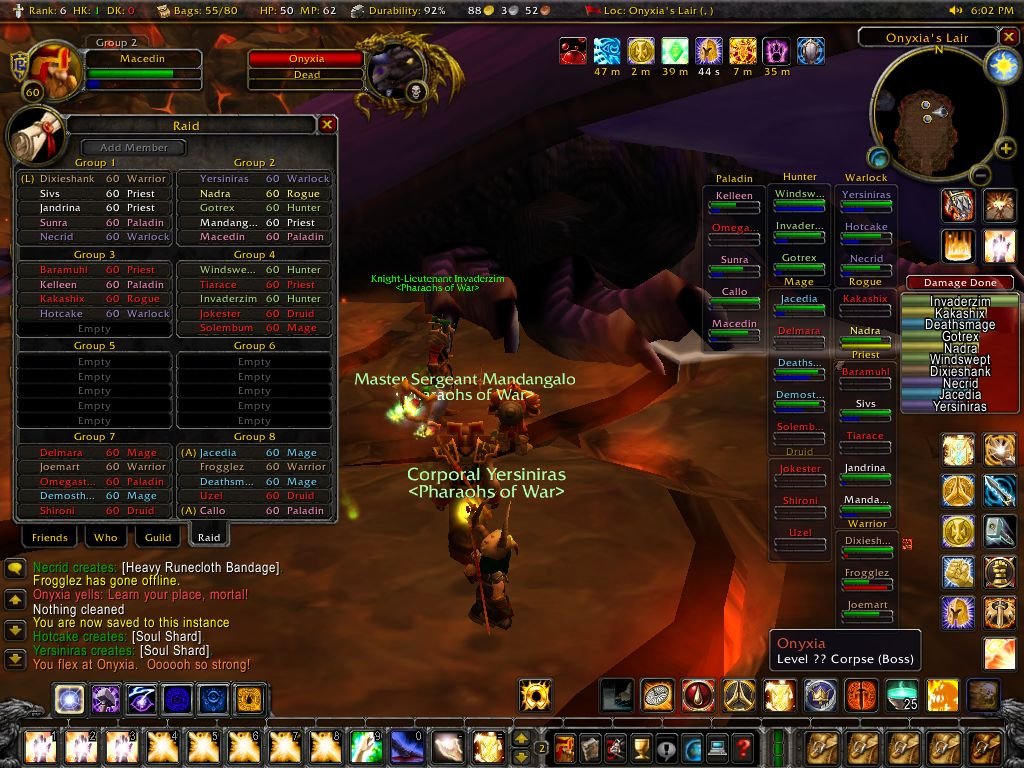 Rank: 6 HK: 1 DK: 0 Bags: 55/80 HP: 50 MP: 62 Durability: 92% 88 3 52 Loc: Onyxia's Lair (, ) 6:02 PM
Group 2
Macedin
60
Onyxia
Dead
47 m 2 m 39 m 44 s 7 m 35 m
Onyxia's Lair
N
Raid
Add Member
Group 1 Group 2
(L) Dixieshank 60 Warrior Yersiniras 60 Warlock
Sivs 60 Priest Nadra 60 Rogue
Jandrina 60 Priest Gotrex 60 Hunter
Sunra 60 Paladin Mandang... 60 Priest
Necrid 60 Warlock Macedin 60 Paladin
Group 3 Group 4
Baramuhl 60 Priest Windswe... 60 Hunter
Kelleen 60 Paladin Tiarace 60 Priest
Kakashix 60 Rogue Invaderzim 60 Hunter
Hotcake 60 Warlock Jokester 60 Druid
Empty Solembum 60 Mage
Group 5 Group 6
Empty Empty
Empty Empty
Empty Empty
Empty Empty
Empty Empty
Group 7 Group 8
Delmara 60 Mage (A) Jacedia 60 Mage
Joemart 60 Warrior Frogglez 60 Warrior
Omegast... 60 Paladin Deathsm... 60 Mage
Demosth... 60 Mage Uzel 60 Druid
Shironi 60 Druid (A) Callo 60 Paladin
Friends Who Guild Raid
Knight-Lieutenant Invaderzim
<Pharaohs of War>
Master Sergeant Mandangalo
araohs of War>
Corporal Yersiniras
<Pharaohs of War>
Paladin
Kelleen
Omega...
Sunra
Callo
Macedin
Hunter
Windsw...
Invader...
Gotrex
Mage
Jacedia
Delmara
Deaths...
Demost...
Solemb...
Druid
Jokester
Shironi
Uzel
Warlock
Yersiniras
Hotcake
Necrid
Rogue
Kakashix
Nadra
Priest
Baramuhl
Sivs
Tiarace
Jandrina
Manda...
Warrior
Dixiesh...
Frogglez
Joemart
Damage Done
Invaderzim
Kakashix
Deathsmage
Gotrex
Nadra
Windswept
Dixieshank
Necrid
Jacedia
Yersiniras
Necrid creates: [Heavy Runecloth Bandage].
Frogglez has gone offline.
Onyxia yells: Learn your place, mortal!
Nothing cleaned
You are now saved to this instance
Hotcake creates: [Soul Shard].
Yersiniras creates: [Soul Shard].
You flex at Onyxia. Oooooh so strong!
Onyxia
Level ?? Corpse (Boss)
25
1 2 3 4 5 6 7 8 9 0 - = 2